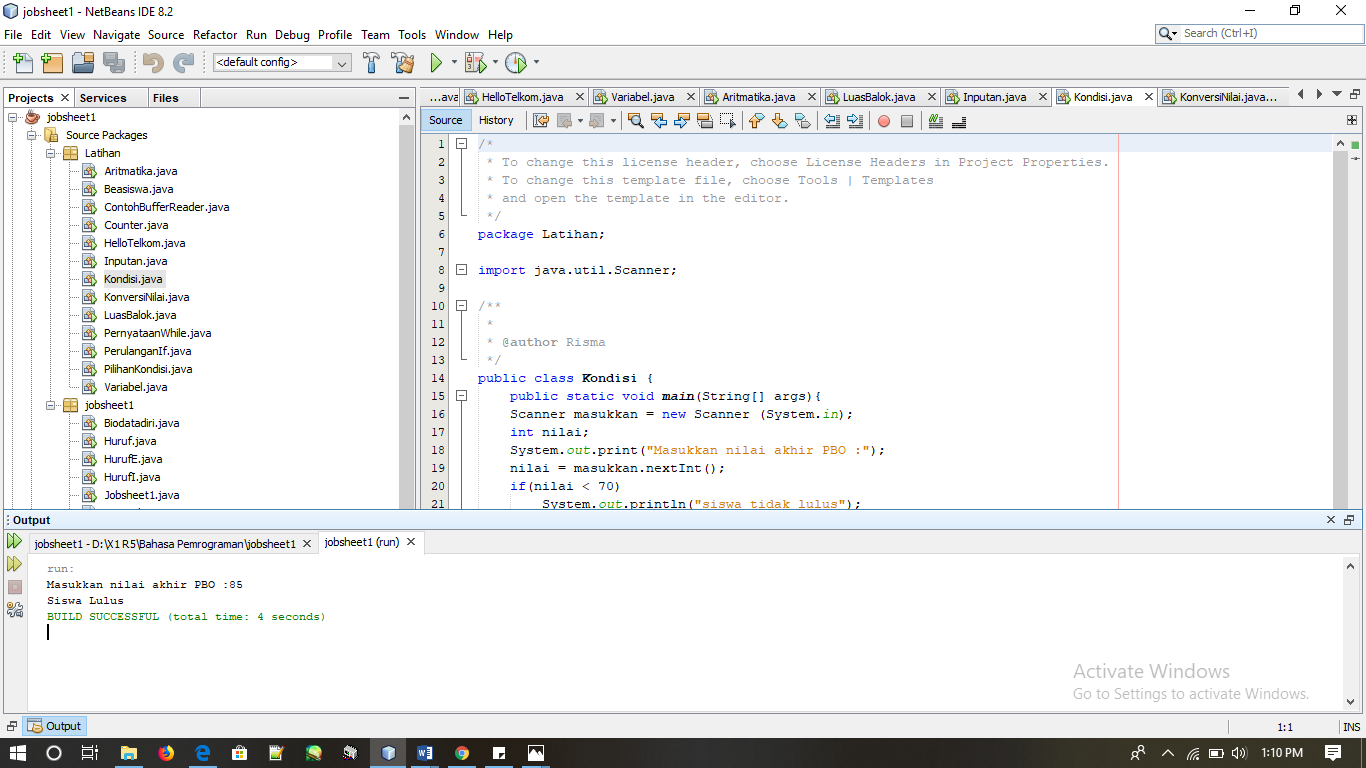 jobsheet1 - NetBeans IDE 8.2
File Edit View Navigate Source Refactor Run Debug Profile Team Tools Window Help
Search (Ctrl+I)
<default config>
Projects Services Files
jobsheet1
Source Packages
Latihan
Aritmatika.java
Beasiswa.java
ContohBufferReader.java
Counter.java
HelloTelkom.java
Inputan.java
Kondisi.java
KonversiNilai.java
LuasBalok.java
PernyataanWhile.java
PerulanganIf.java
PilihanKondisi.java
Variabel.java
jobsheet1
Biodatadiri.java
Huruf.java
HurufE.java
HurufI.java
Jobsheet1.java
...ava HelloTelkom.java Variabel.java Aritmatika.java LuasBalok.java Inputan.java Kondisi.java KonversiNilai.java...
Source History
1 /*
2 * To change this license header, choose License Headers in Project Properties.
3 * To change this template file, choose Tools | Templates
4 * and open the template in the editor.
5 */
6 package Latihan;
7
8 import java.util.Scanner;
9
10 /**
11 *
12 * @author Risma
13 */
14 public class Kondisi {
15 public static void main(String[] args){
16 Scanner masukkan = new Scanner (System.in);
17 int nilai;
18 System.out.print("Masukkan nilai akhir PBO :");
19 nilai = masukkan.nextInt();
20 if(nilai < 70)
21 System.out.println("siswa tidak lulus");
Output
jobsheet1 - D:\X1 R5\Bahasa Pemrograman\jobsheet1 jobsheet1 (run)
run:
Masukkan nilai akhir PBO :85
Siswa Lulus
BUILD SUCCESSFUL (total time: 4 seconds)
Activate Windows
Go to Settings to activate Windows.
Output
1:1 INS
1:10 PM